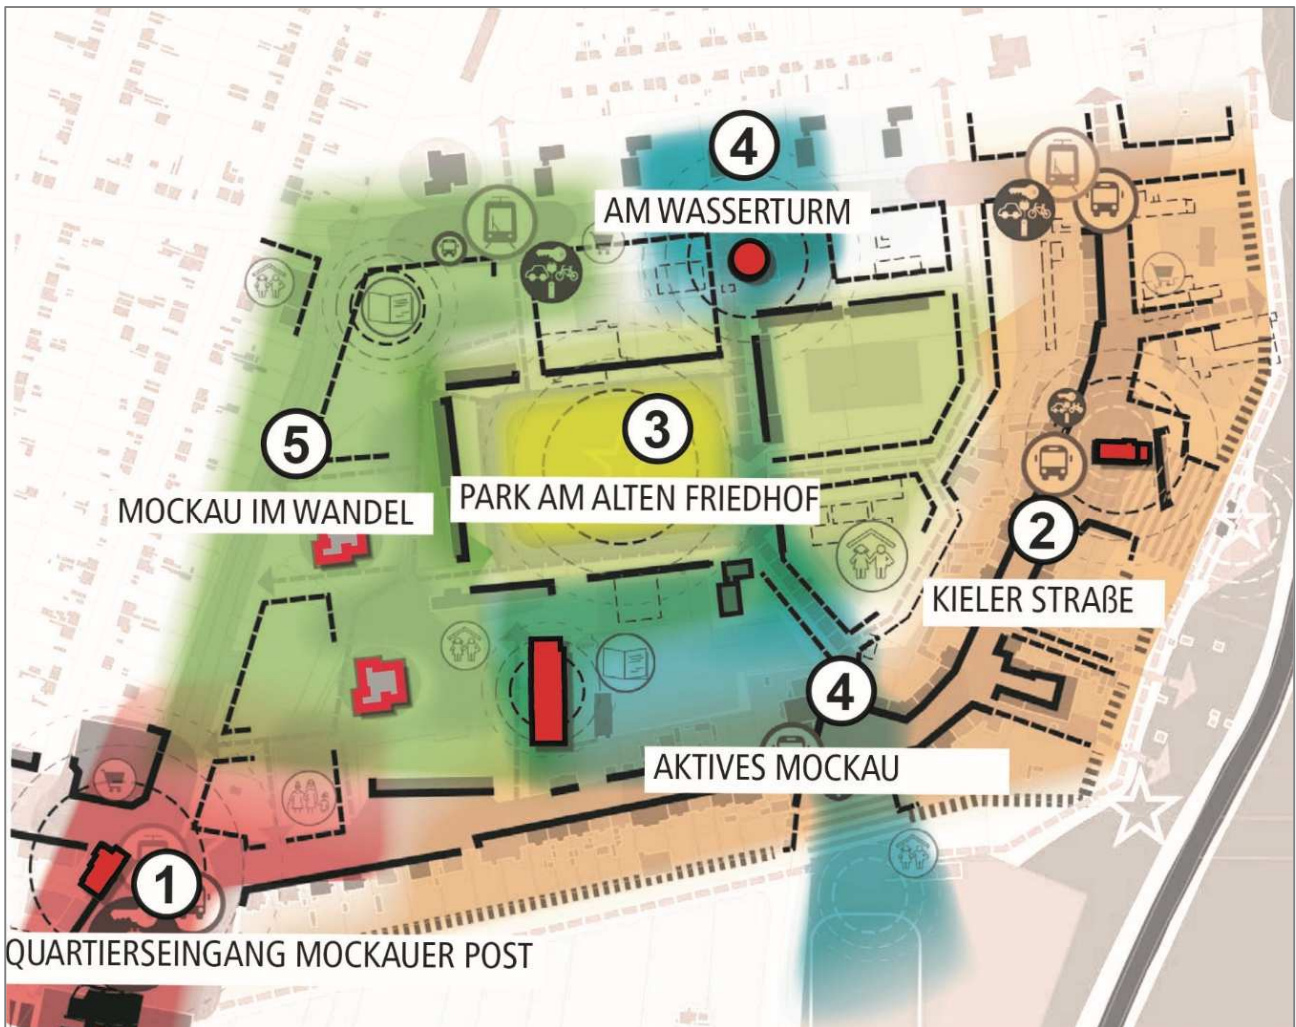 4
AM WASSERTURM
3
5
PARK AM ALTEN FRIEDHOF
MOCKAU IM WANDEL
2
KIELER STRAßE
4
AKTIVES MOCKAU
1
QUARTIERSEINGANG MOCKAUER POST